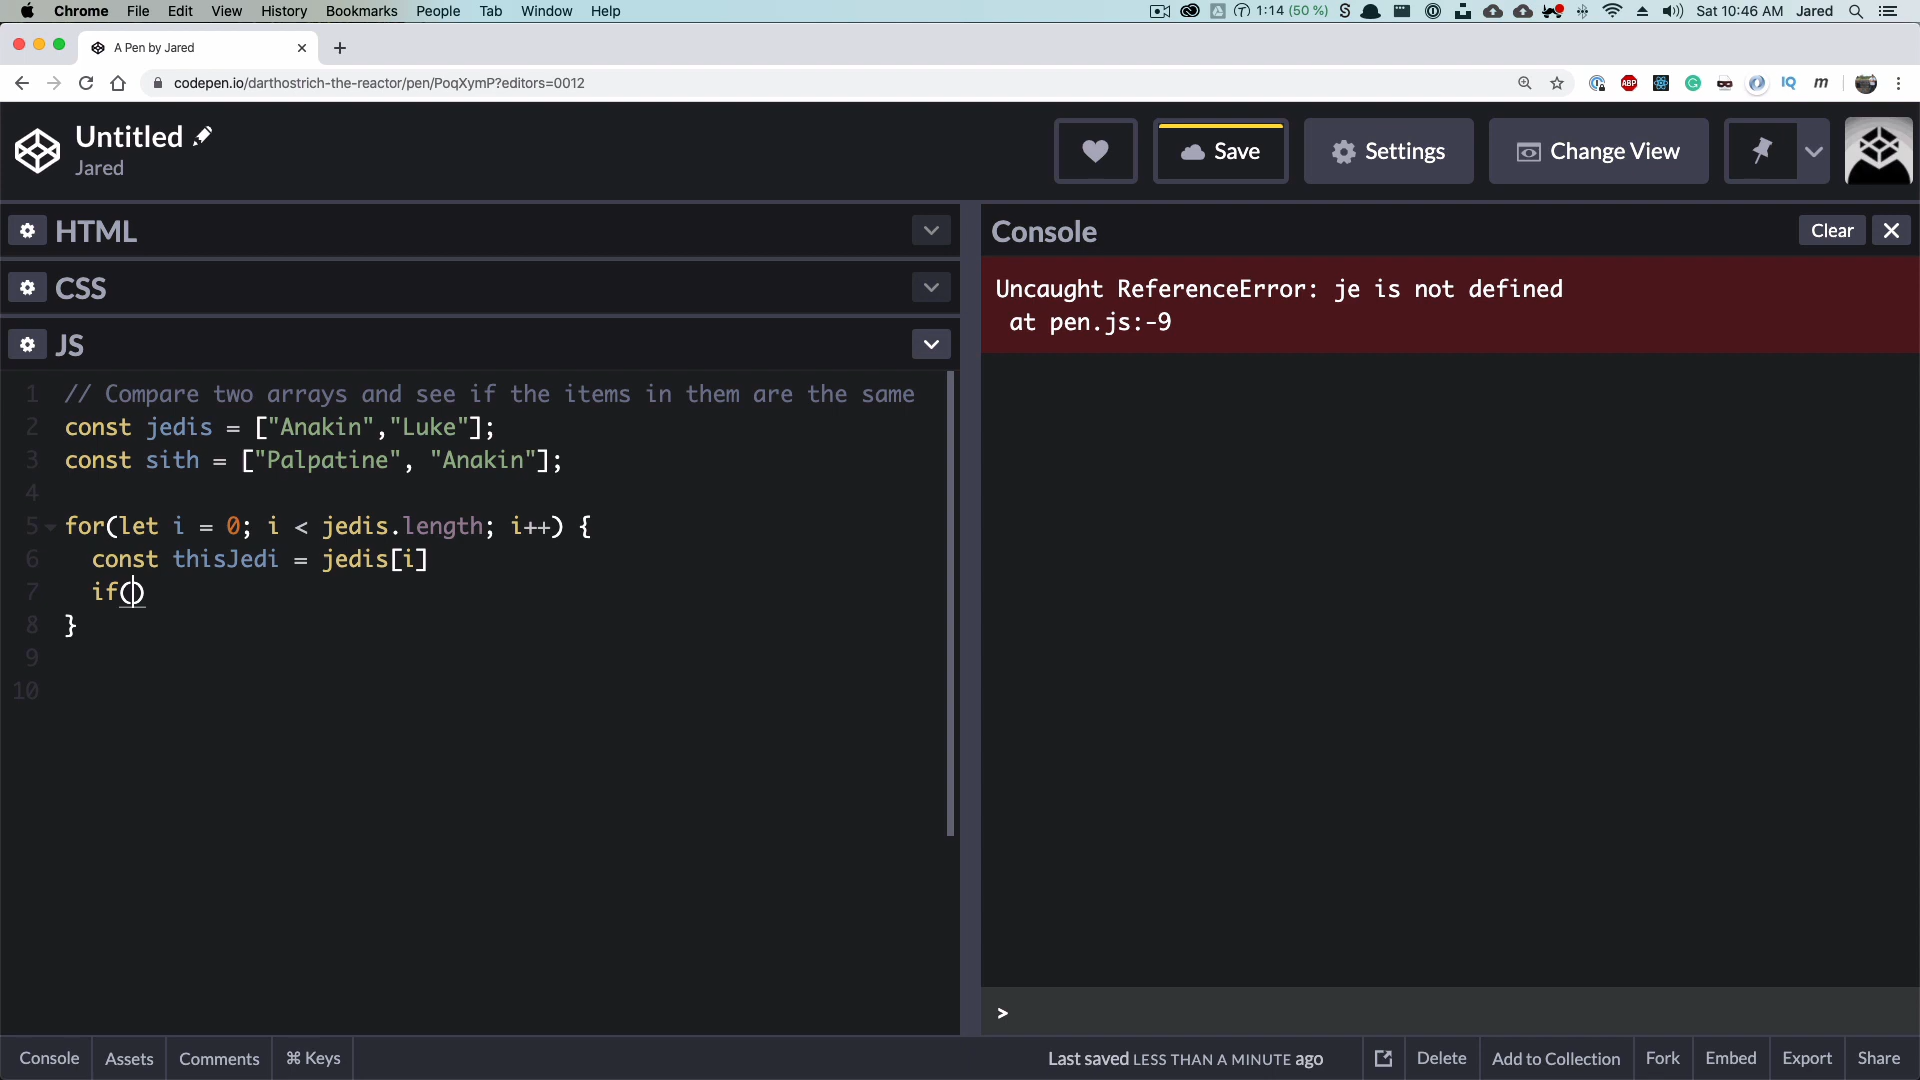 Chrome File Edit View History Bookmarks People Tab Window Help 1:14 (50 %) Sat 10:46 AM Jared
A Pen by Jared
codepen.io/darthostrich-the-reactor/pen/PoqXymP?editors=0012 ABP IQ m
Untitled
Jared
Save Settings Change View
HTML
CSS
JS
1 // Compare two arrays and see if the items in them are the same
2 const jedis = ["Anakin","Luke"];
3 const sith = ["Palpatine", "Anakin"];
4
5 for(let i = 0; i < jedis.length; i++) {
6 const thisJedi = jedis[i]
7 if()
8 }
9
10
Console Clear
Uncaught ReferenceError: je is not defined
at pen.js:-9
>
Console Assets Comments ⌘ Keys Last saved LESS THAN A MINUTE ago Delete Add to Collection Fork Embed Export Share